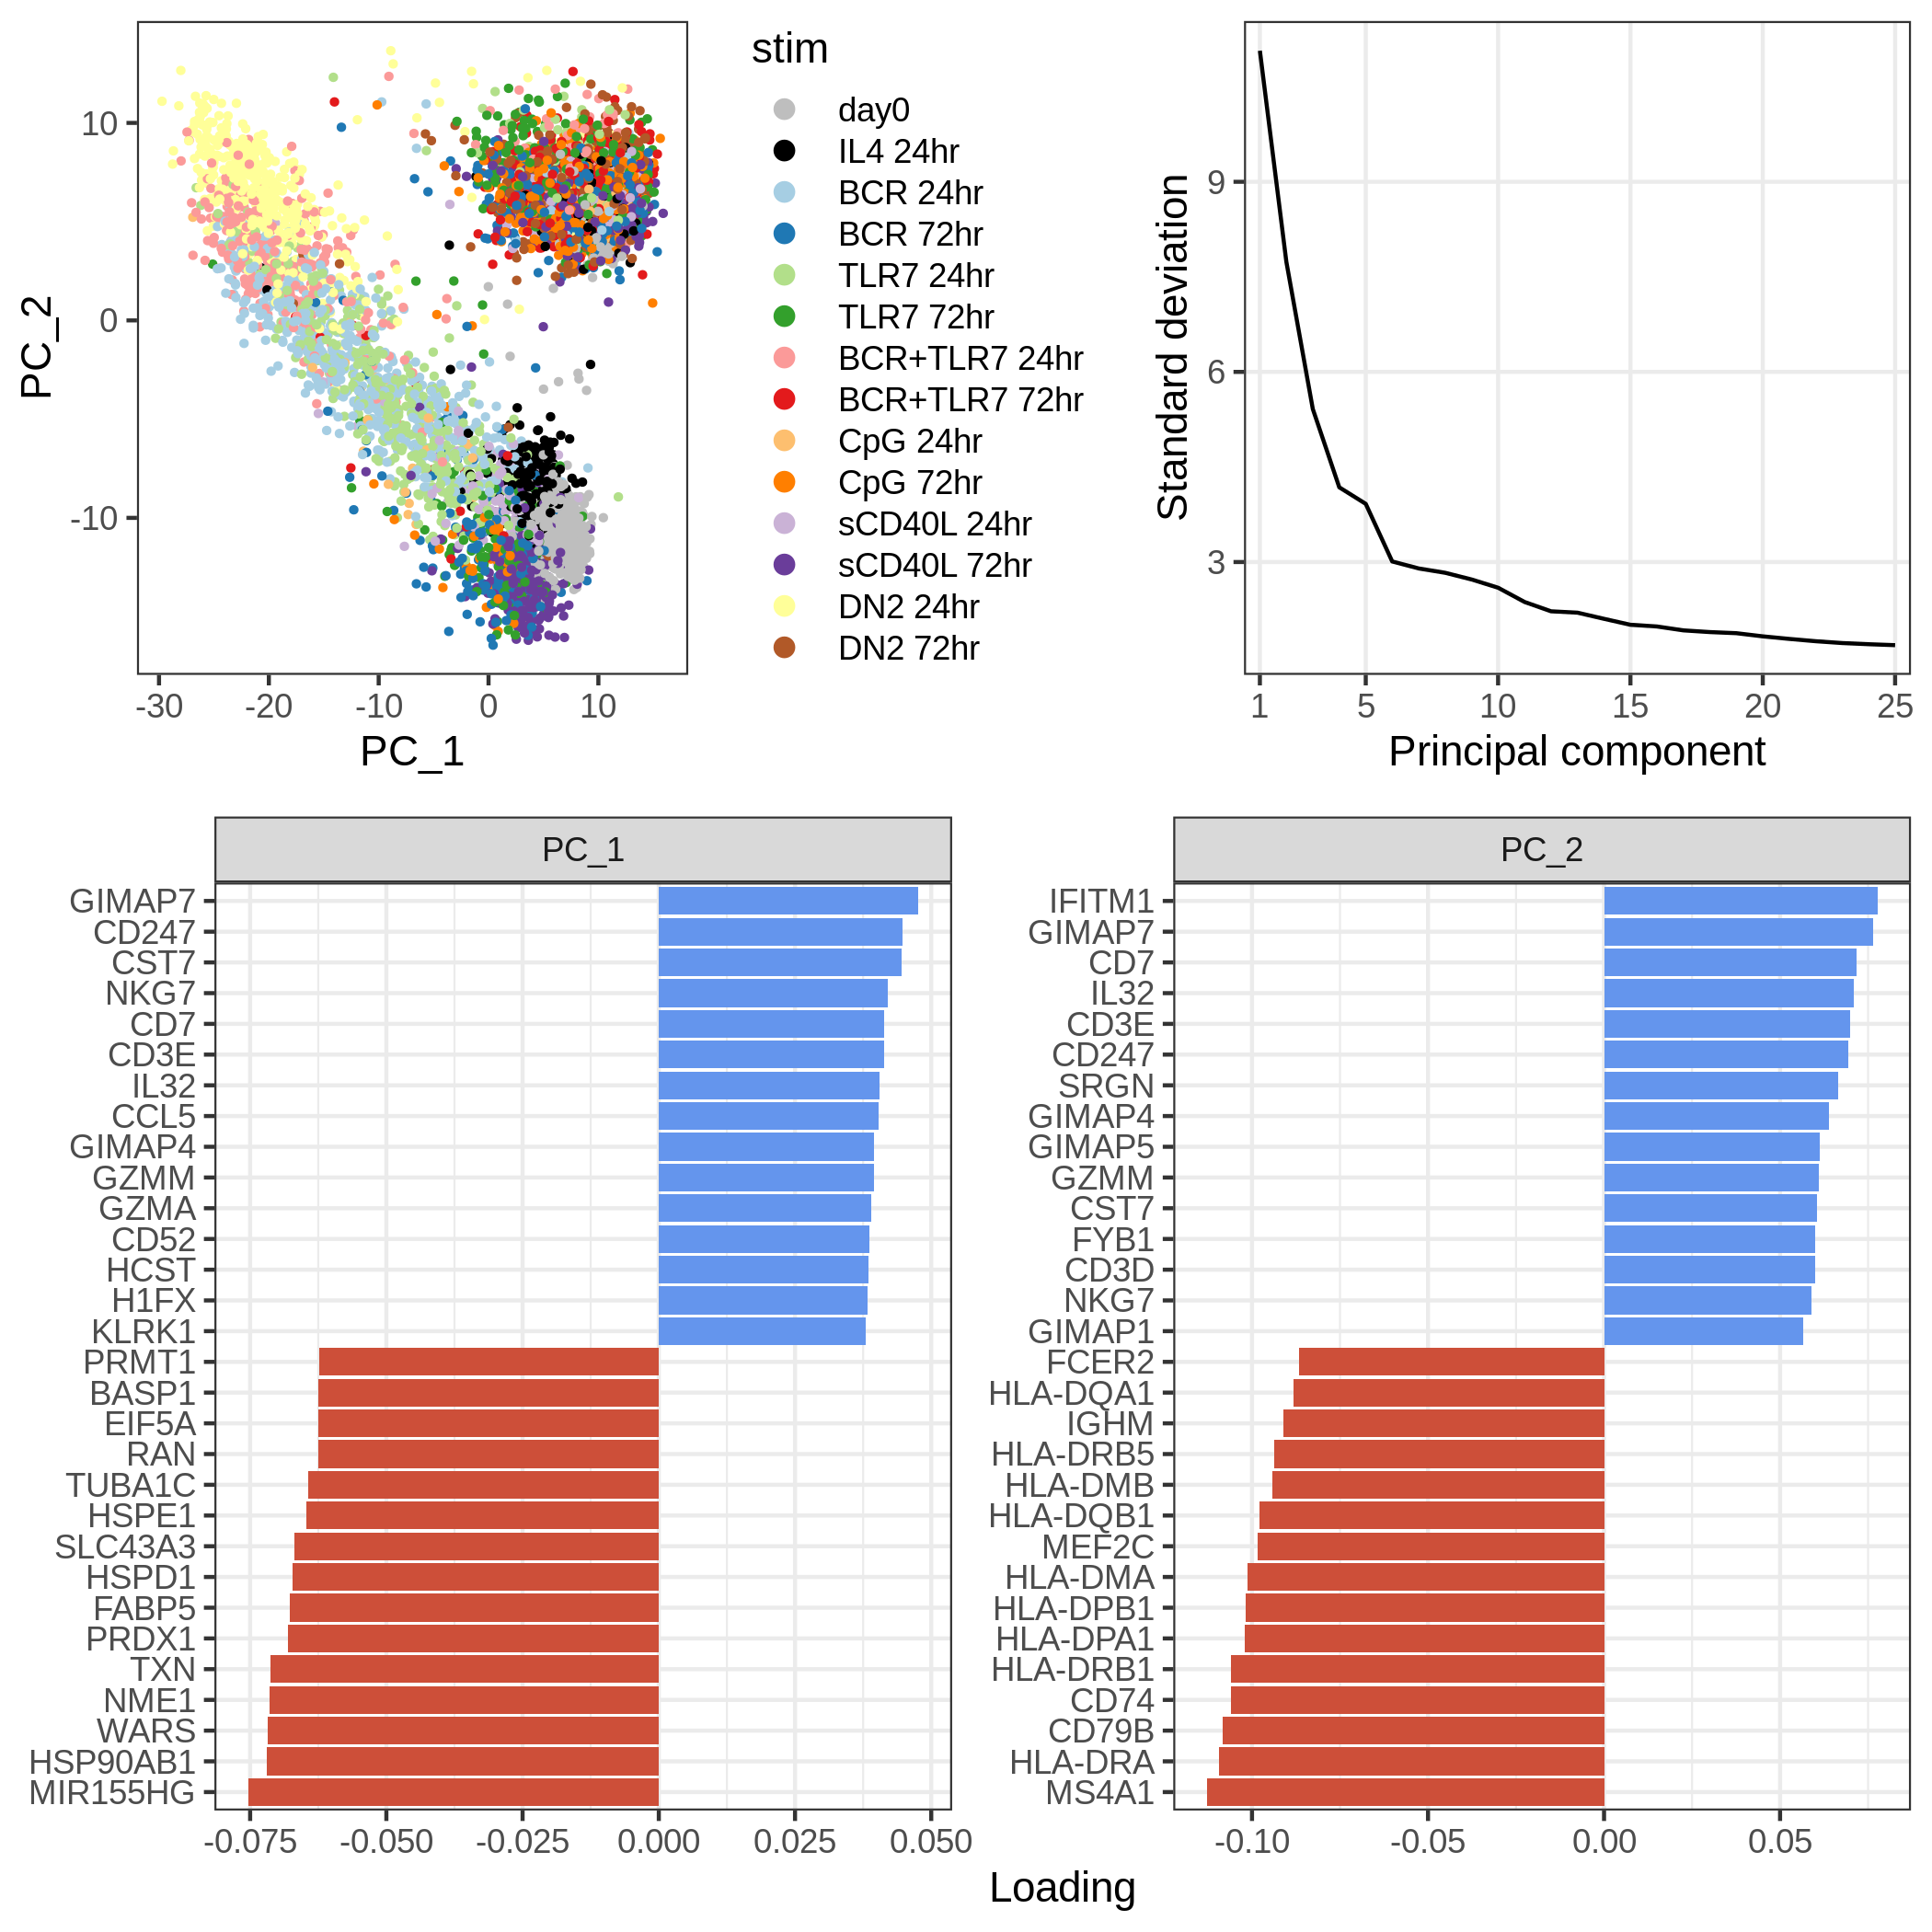 10
0
-10
PC_2
-30 -20 -10 0 10
PC_1
stim
day0
IL4 24hr
BCR 24hr
BCR 72hr
TLR7 24hr
TLR7 72hr
BCR+TLR7 24hr
BCR+TLR7 72hr
CpG 24hr
CpG 72hr
sCD40L 24hr
sCD40L 72hr
DN2 24hr
DN2 72hr
9
6
3
Standard deviation
1 5 10 15 20 25
Principal component
PC_1
GIMAP7
CD247
CST7
NKG7
CD7
CD3E
IL32
CCL5
GIMAP4
GZMM
GZMA
CD52
HCST
H1FX
KLRK1
PRMT1
BASP1
EIF5A
RAN
TUBA1C
HSPE1
SLC43A3
HSPD1
FABP5
PRDX1
TXN
NME1
WARS
HSP90AB1
MIR155HG
-0.075 -0.050 -0.025 0.000 0.025 0.050
PC_2
IFITM1
GIMAP7
CD7
IL32
CD3E
CD247
SRGN
GIMAP4
GIMAP5
GZMM
CST7
FYB1
CD3D
NKG7
GIMAP1
FCER2
HLA-DQA1
IGHM
HLA-DRB5
HLA-DMB
HLA-DQB1
MEF2C
HLA-DMA
HLA-DPB1
HLA-DPA1
HLA-DRB1
CD74
CD79B
HLA-DRA
MS4A1
-0.10 -0.05 0.00 0.05
Loading